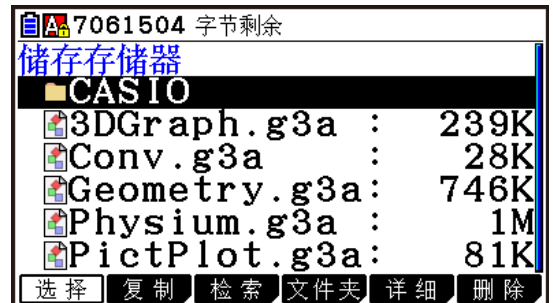 7061504 字节剩余
储存存储器
CASIO
3DGraph.g3a : 239K
Conv.g3a : 28K
Geometry.g3a: 746K
Physium.g3a : 1M
PictPlot.g3a: 81K
选择 复制 检索 文件夹 详细 删除